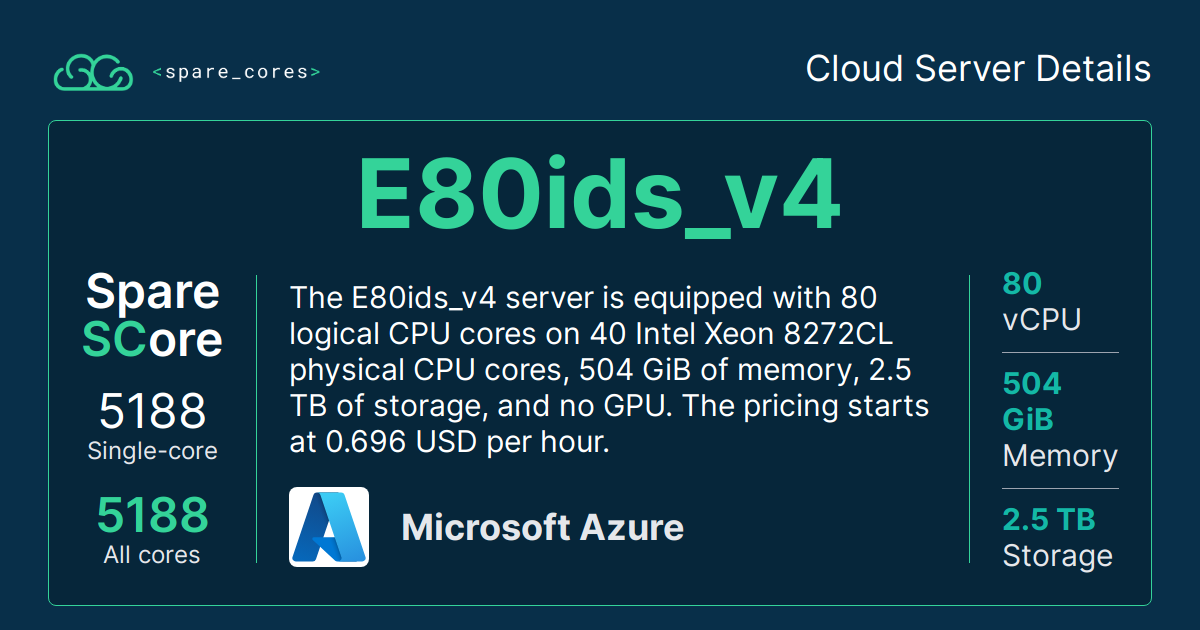 <spare_cores>
Cloud Server Details
E80ids_v4
Spare
SCore
5188
Single-core
5188
All cores
The E80ids_v4 server is equipped with 80
logical CPU cores on 40 Intel Xeon 8272CL
physical CPU cores, 504 GiB of memory, 2.5
TB of storage, and no GPU. The pricing starts
at 0.696 USD per hour.
Microsoft Azure
80
vCPU
504
GiB
Memory
2.5 TB
Storage